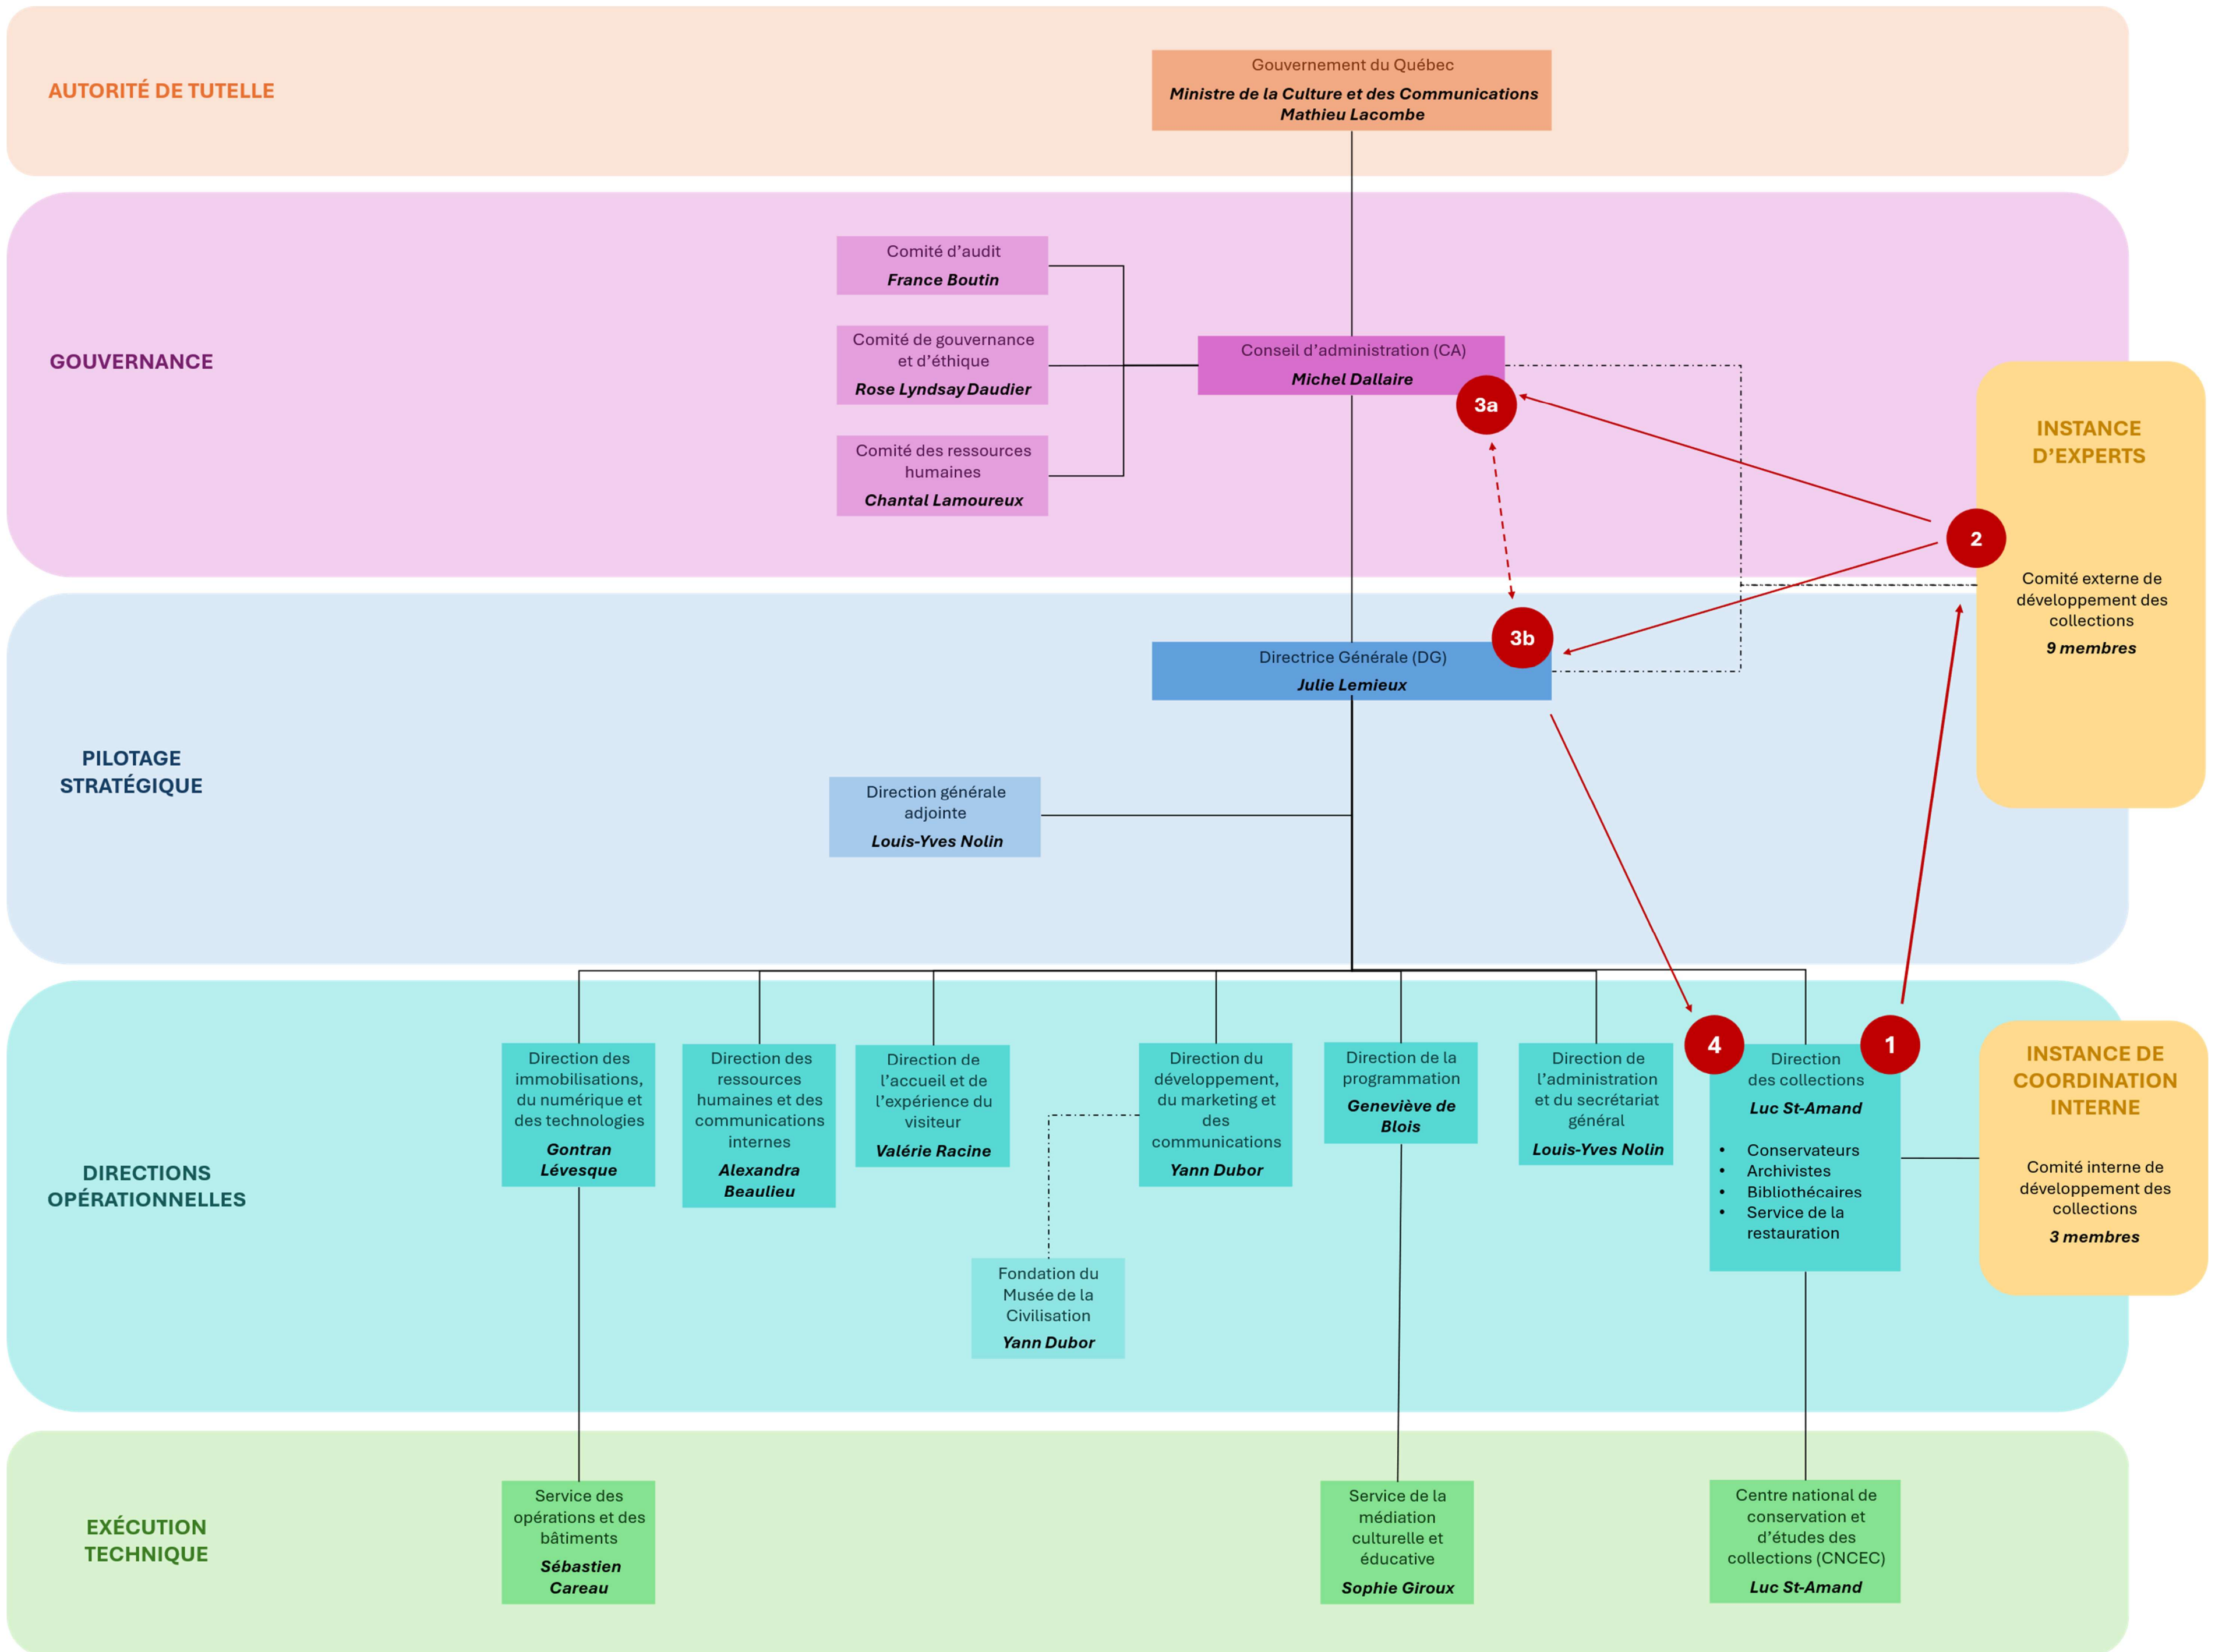 AUTORITÉ DE TUTELLE
Gouvernement du Québec
Ministre de la Culture et des Communications
Mathieu Lacombe
GOUVERNANCE
Comité d’audit
France Boutin
Comité de gouvernance
et d’éthique
Rose Lyndsay Daudier
Comité des ressources
humaines
Chantal Lamoureux
Conseil d’administration (CA)
Michel Dallaire
3a
INSTANCE
D’EXPERTS
2
Comité externe de
développement des
collections
9 membres
PILOTAGE
STRATÉGIQUE
3b
Directrice Générale (DG)
Julie Lemieux
Direction générale
adjointe
Louis-Yves Nolin
DIRECTIONS
OPÉRATIONNELLES
Direction des
immobilisations,
du numérique et
des technologies
Gontran
Lévesque
Direction des
ressources
humaines et des
communications
internes
Alexandra
Beaulieu
Direction de
l’accueil et de
l’expérience du
visiteur
Valérie Racine
Direction du
développement,
du marketing et
des
communications
Yann Dubor
Fondation du
Musée de la
Civilisation
Yann Dubor
Direction de la
programmation
Geneviève de
Blois
Direction de
l’administration
et du secrétariat
général
Louis-Yves Nolin
4
1
Direction
des collections
Luc St-Amand
• Conservateurs
• Archivistes
• Bibliothécaires
• Service de la
restauration
INSTANCE DE
COORDINATION
INTERNE
Comité interne de
développement des
collections
3 membres
EXÉCUTION
TECHNIQUE
Service des
opérations et des
bâtiments
Sébastien
Careau
Service de la
médiation
culturelle et
éducative
Sophie Giroux
Centre national de
conservation et
d’études des
collections (CNCEC)
Luc St-Amand